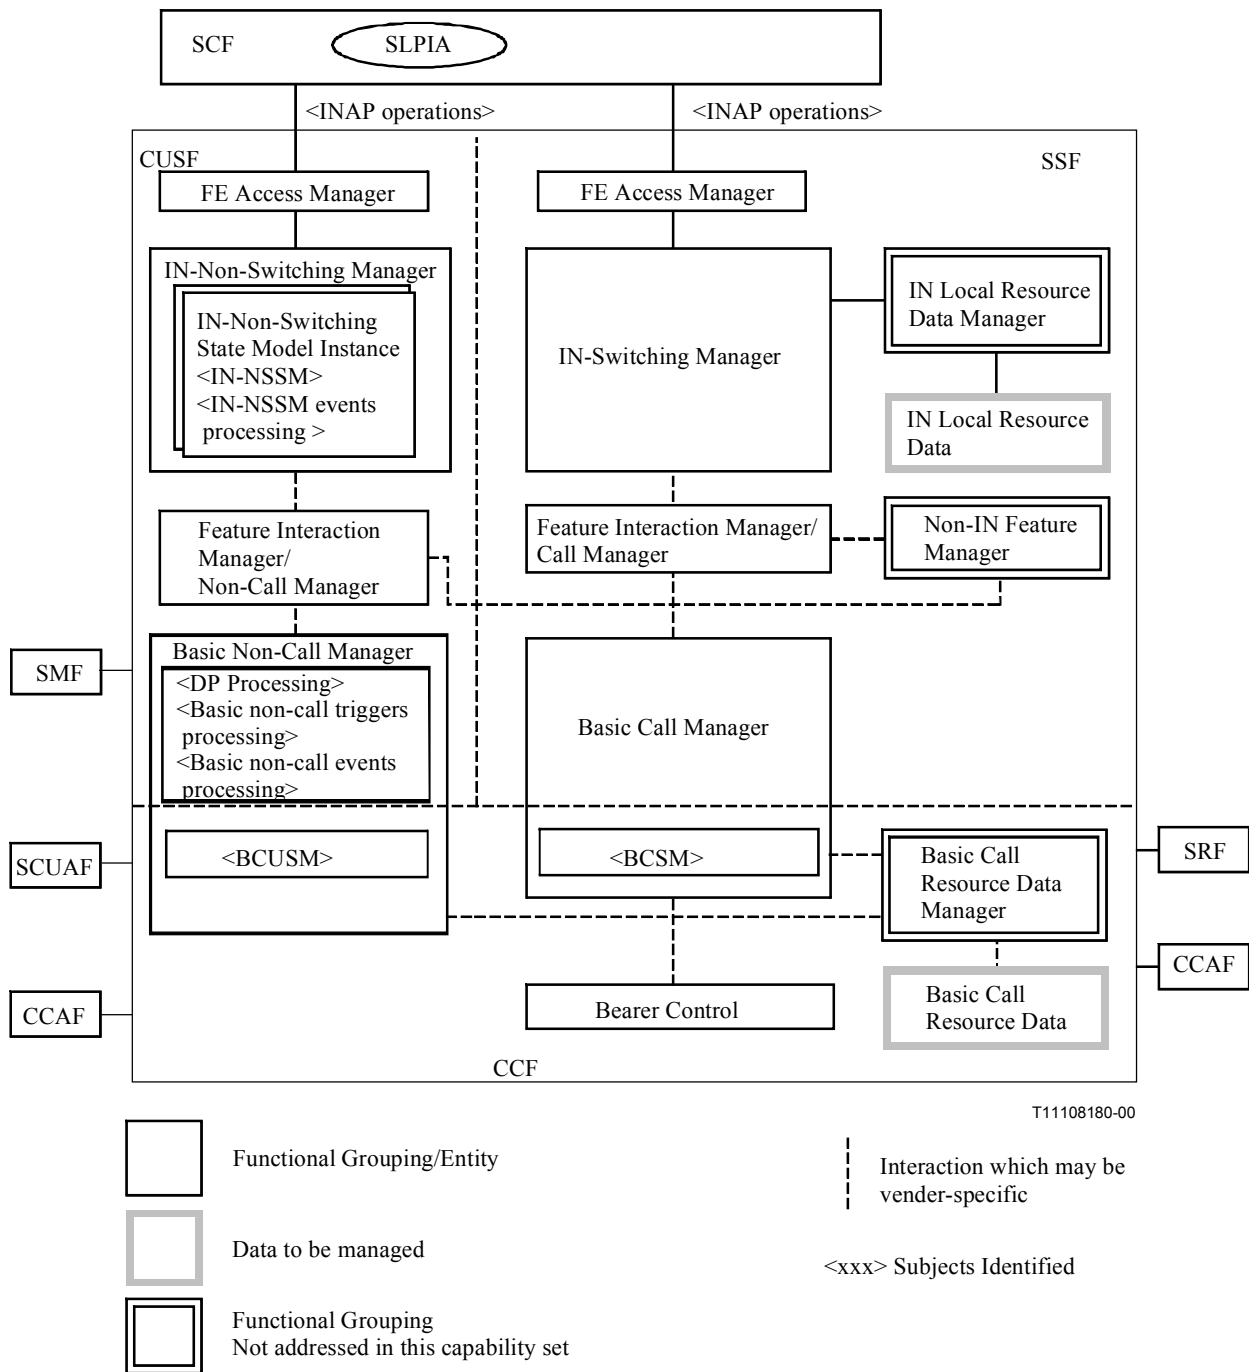 SCF
SLPIA
<INAP operations>
<INAP operations>
CUSF
SSF
FE Access Manager
FE Access Manager
IN-Non-Switching Manager
IN-Non-Switching
State Model Instance
<IN-NSSM>
<IN-NSSM events
processing >
IN-Switching Manager
IN Local Resource
Data Manager
IN Local Resource
Data
Feature Interaction
Manager/
Non-Call Manager
Feature Interaction Manager/
Call Manager
Non-IN Feature
Manager
SMF
Basic Non-Call Manager
<DP Processing>
<Basic non-call triggers
processing>
<Basic non-call events
processing>
Basic Call Manager
SCUAF
<BCUSM>
<BCSM>
Basic Call
Resource Data
Manager
SRF
CCAF
CCAF
Bearer Control
Basic Call
Resource Data
CCF
T11108180-00
Functional Grouping/Entity
Interaction which may be
vender-specific
Data to be managed
<xxx> Subjects Identified
Functional Grouping
Not addressed in this capability set